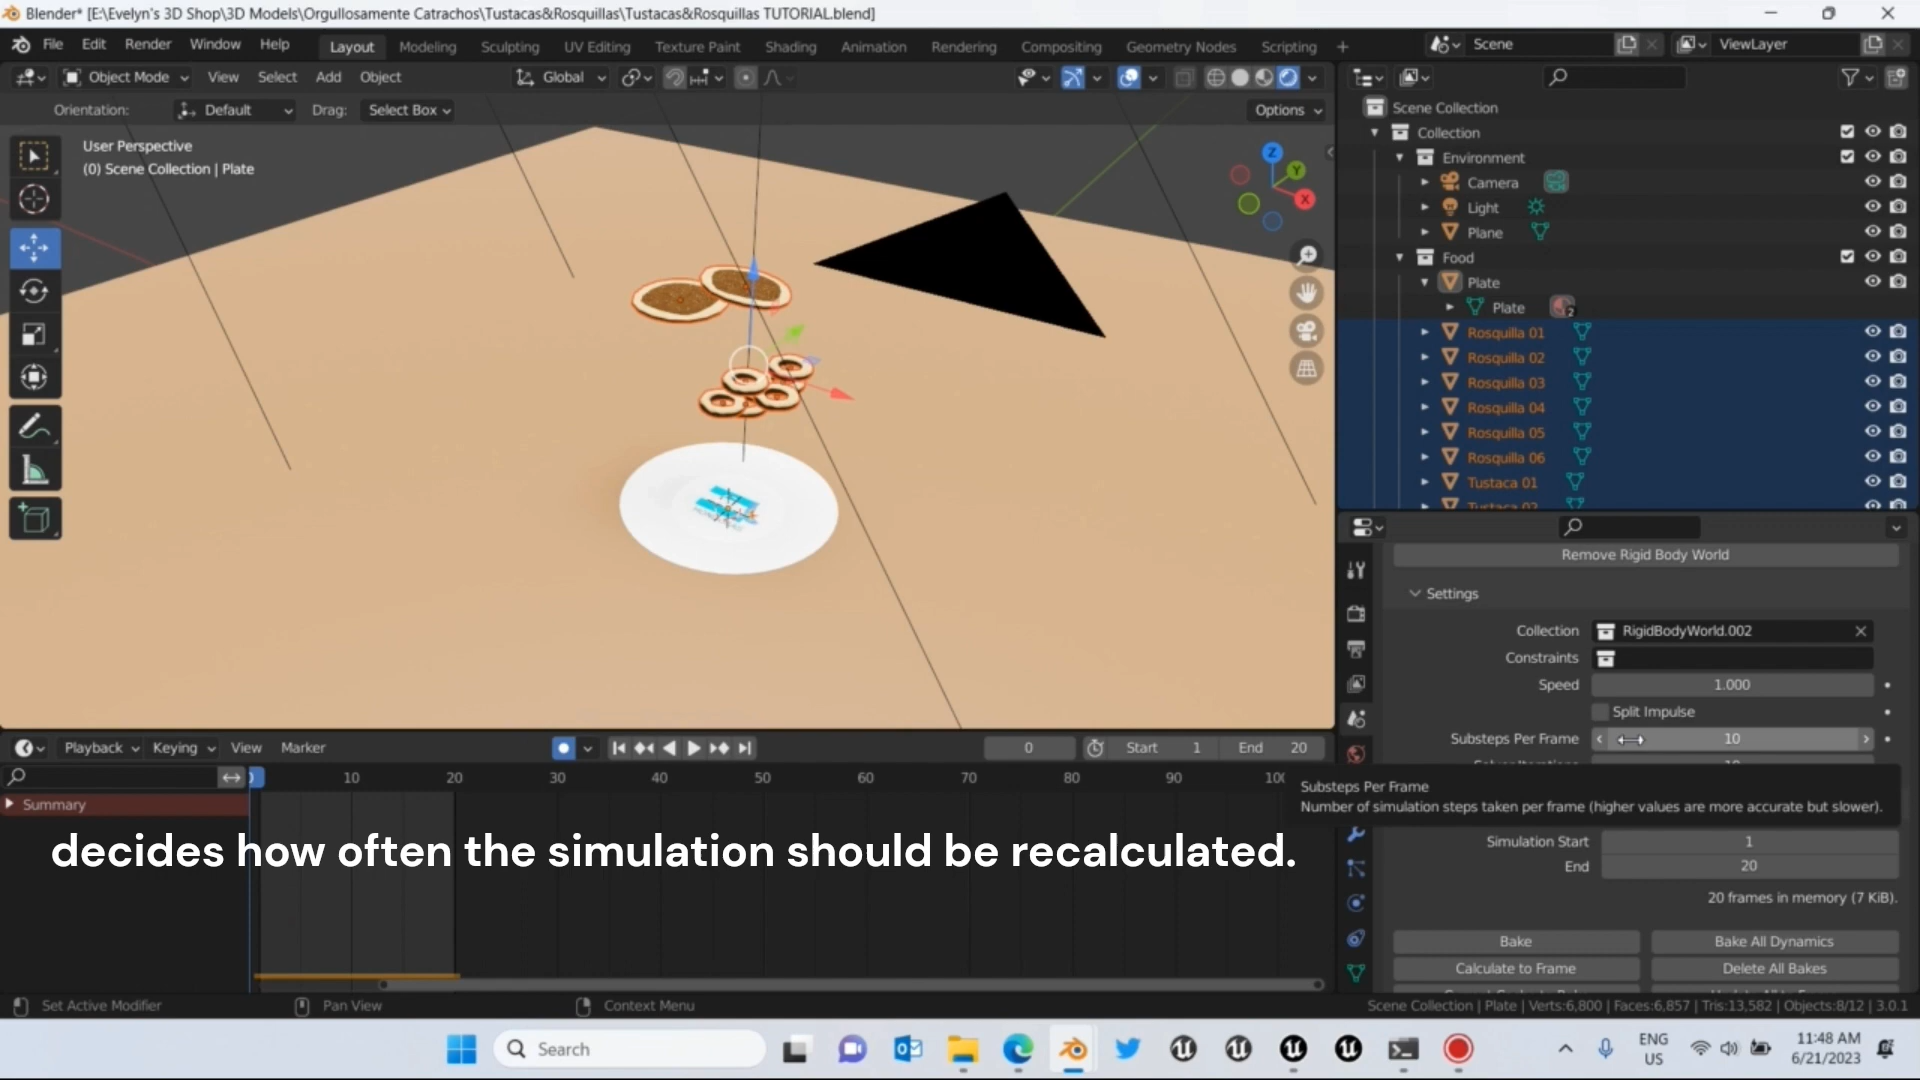 Blender* [E:\Evelyn's 3D Shop\3D Models\Orgullosamente Catrachos\Tustacas&Rosquillas\Tustacas&Rosquillas TUTORIAL.blend]
File Edit Render Window Help Layout Modeling Sculpting UV Editing Texture Paint Shading Animation Rendering Compositing Geometry Nodes Scripting + Scene ViewLayer
Object Mode View Select Add Object Global
Orientation: Default Drag: Select Box Options
User Perspective
(0) Scene Collection | Plate
Z
Y
X
Scene Collection
Collection
Environment
Camera
Light
Plane
Food
Plate
Plate 2
Rosquilla 01
Rosquilla 02
Rosquilla 03
Rosquilla 04
Rosquilla 05
Rosquilla 06
Tustaca 01
Tustaca 02
Remove Rigid Body World
Settings
Collection RigidBodyWorld.002
Constraints
Speed 1.000
Split Impulse
Substeps Per Frame 10
Substeps Per Frame
Number of simulation steps taken per frame (higher values are more accurate but slower).
Simulation Start 1
End 20
20 frames in memory (7 KiB).
Bake Bake All Dynamics
Calculate to Frame Delete All Bakes
Playback Keying View Marker 0 Start 1 End 20
10 20 30 40 50 60 70 80 90 100
Summary
decides how often the simulation should be recalculated.
Set Active Modifier Pan View Context Menu Scene Collection | Plate | Verts:6,800 | Faces:6,857 | Tris:13,582 | Objects:8/12 | 3.0.1
Search
ENG
US
11:48 AM
6/21/2023